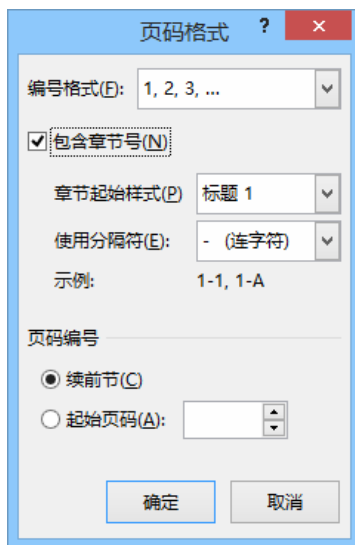 页码格式 ? ×
编号格式(F): 1, 2, 3, ...
包含章节号(N)
章节起始样式(P) 标题 1
使用分隔符(E): - (连字符)
示例: 1-1, 1-A
页码编号
续前节(C)
起始页码(A):
确定 取消